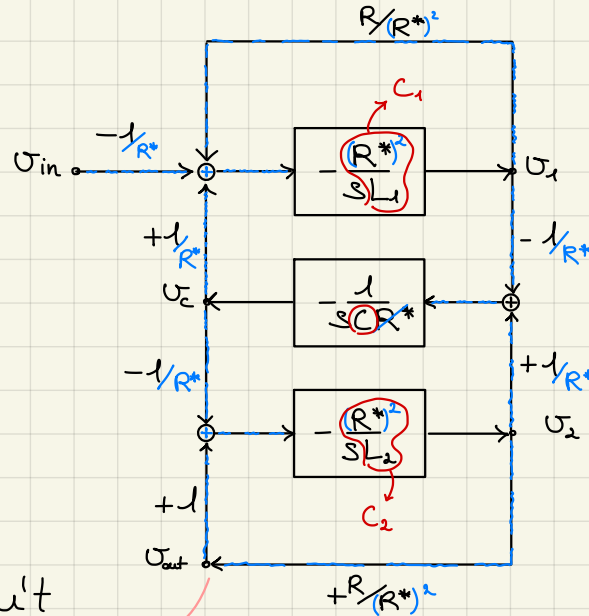 R/(R*)²
C₁
-1/R*
(R*)²
Vin
-
V₁
SL₁
+1/R*
-1/R*
1
Vc
-
SCR*
-1/R*
+1/R*
(R*)²
-
V₂
SL₂
+1
C₂
Vout
u't
+R/(R*)²